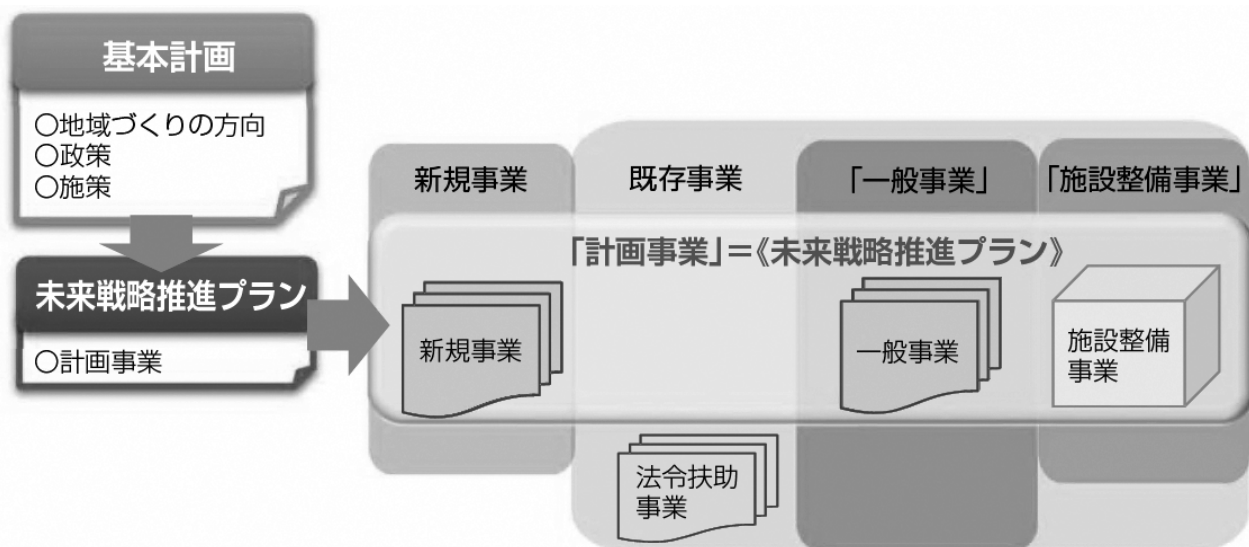 基本計画
○地域づくりの方向
○政策
○施策
未来戦略推進プラン
○計画事業
新規事業
既存事業
「一般事業」
「施設整備事業」
「計画事業」＝《未来戦略推進プラン》
新規事業
一般事業
施設整備
事業
法令扶助
事業